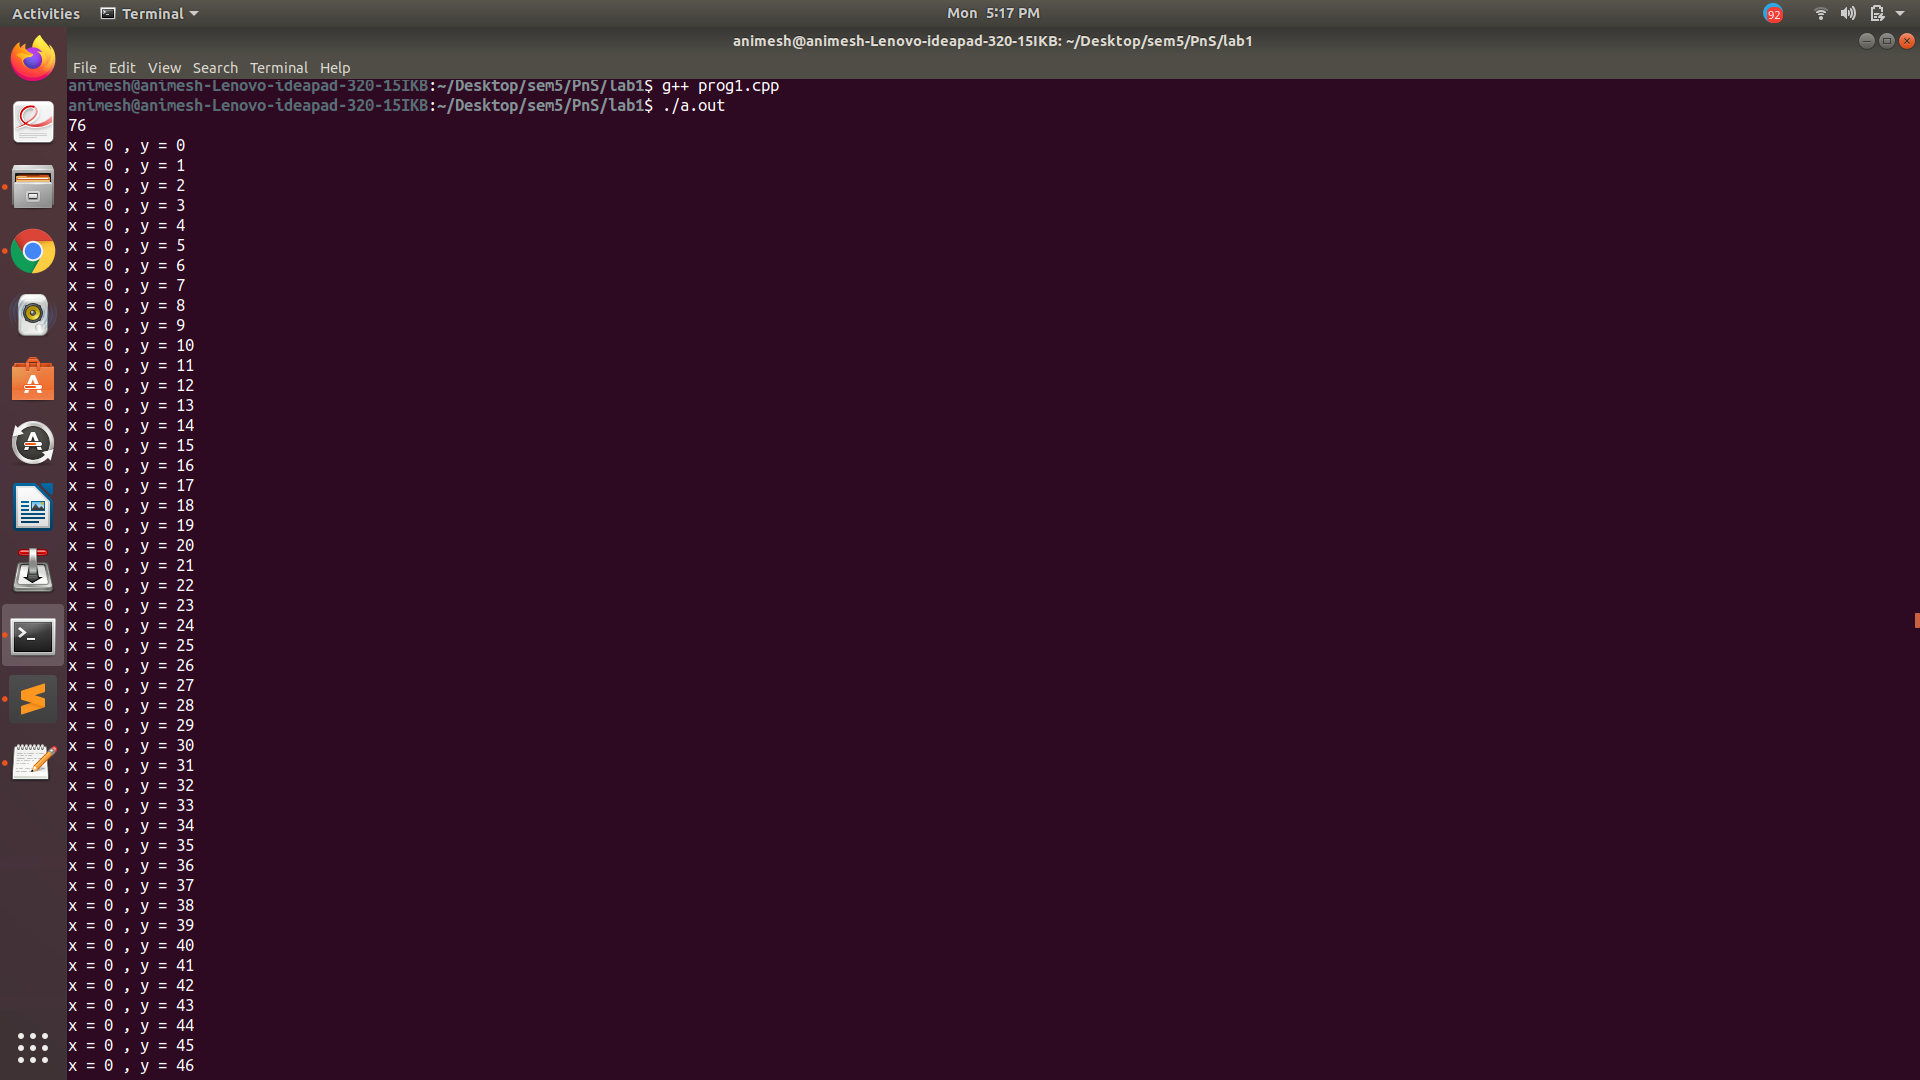 Activities Terminal Mon 5:17 PM 92
animesh@animesh-Lenovo-ideapad-320-15IKB: ~/Desktop/sem5/PnS/lab1
File Edit View Search Terminal Help
animesh@animesh-Lenovo-ideapad-320-15IKB:~/Desktop/sem5/PnS/lab1$ g++ prog1.cpp
animesh@animesh-Lenovo-ideapad-320-15IKB:~/Desktop/sem5/PnS/lab1$ ./a.out
76
x = 0 , y = 0
x = 0 , y = 1
x = 0 , y = 2
x = 0 , y = 3
x = 0 , y = 4
x = 0 , y = 5
x = 0 , y = 6
x = 0 , y = 7
x = 0 , y = 8
x = 0 , y = 9
x = 0 , y = 10
x = 0 , y = 11
x = 0 , y = 12
x = 0 , y = 13
x = 0 , y = 14
x = 0 , y = 15
x = 0 , y = 16
x = 0 , y = 17
x = 0 , y = 18
x = 0 , y = 19
x = 0 , y = 20
x = 0 , y = 21
x = 0 , y = 22
x = 0 , y = 23
x = 0 , y = 24
x = 0 , y = 25
x = 0 , y = 26
x = 0 , y = 27
x = 0 , y = 28
x = 0 , y = 29
x = 0 , y = 30
x = 0 , y = 31
x = 0 , y = 32
x = 0 , y = 33
x = 0 , y = 34
x = 0 , y = 35
x = 0 , y = 36
x = 0 , y = 37
x = 0 , y = 38
x = 0 , y = 39
x = 0 , y = 40
x = 0 , y = 41
x = 0 , y = 42
x = 0 , y = 43
x = 0 , y = 44
x = 0 , y = 45
x = 0 , y = 46